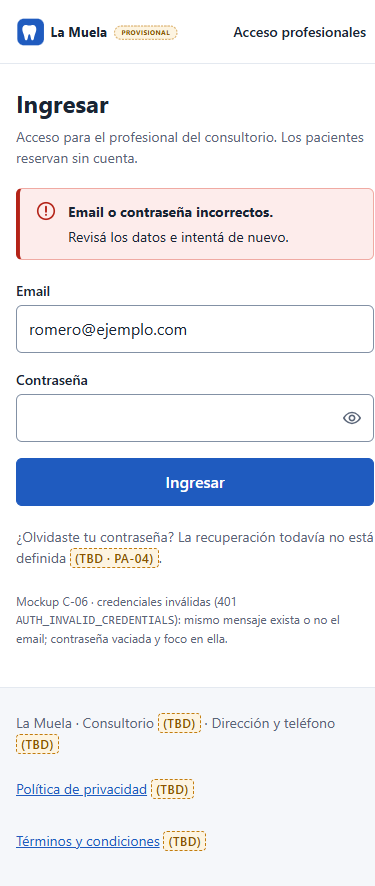 La Muela PROVISIONAL Acceso profesionales
Ingresar
Acceso para el profesional del consultorio. Los pacientes
reservan sin cuenta.
Email o contraseña incorrectos.
Revisá los datos e intentá de nuevo.
Email
romero@ejemplo.com
Contraseña
Ingresar
¿Olvidaste tu contraseña? La recuperación todavía no está
definida (TBD · PA-04).
Mockup C-06 · credenciales inválidas (401
AUTH_INVALID_CREDENTIALS): mismo mensaje exista o no el
email; contraseña vaciada y foco en ella.
La Muela · Consultorio (TBD) · Dirección y teléfono
(TBD)
Política de privacidad (TBD)
Términos y condiciones (TBD)